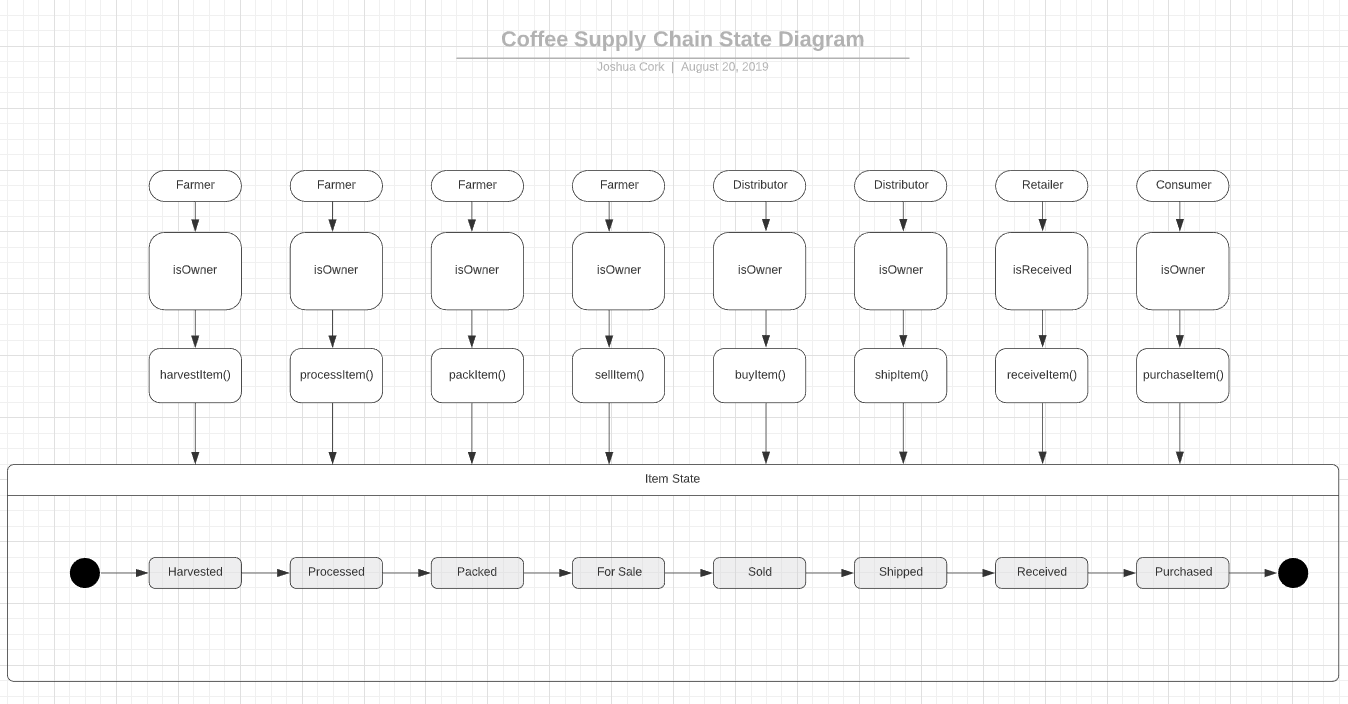 Coffee Supply Chain State Diagram
Joshua Cork | August 20, 2019
Farmer Farmer Farmer Farmer Distributor Distributor Retailer Consumer
isOwner isOwner isOwner isOwner isOwner isOwner isReceived isOwner
harvestItem() processItem() packItem() sellItem() buyItem() shipItem() receiveItem() purchaseItem()
Item State
Harvested Processed Packed For Sale Sold Shipped Received Purchased